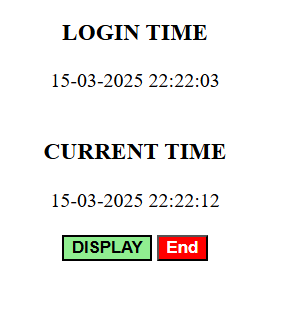 LOGIN TIME
15-03-2025 22:22:03
CURRENT TIME
15-03-2025 22:22:12
DISPLAY End